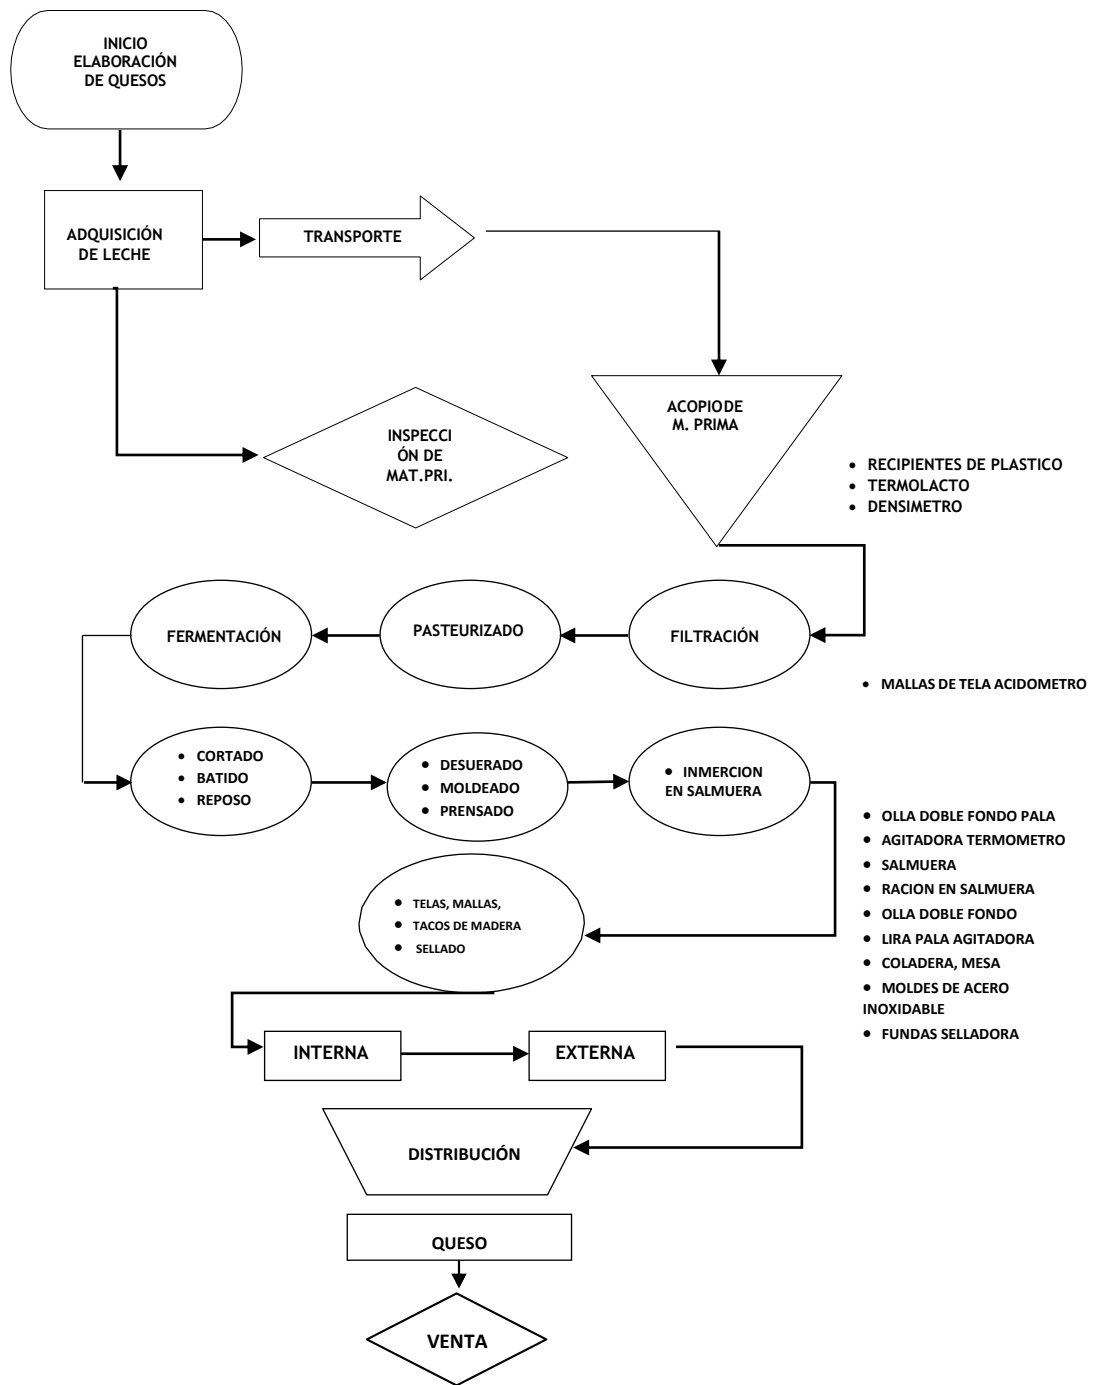 INICIO
ELABORACIÓN
DE QUESOS
ADQUISICIÓN
DE LECHE
TRANSPORTE
INSPECCI
ÓN DE
MAT.PRI.
ACOPIODE
M. PRIMA
• RECIPIENTES DE PLASTICO
• TERMOLACTO
• DENSIMETRO
FERMENTACIÓN
PASTEURIZADO
FILTRACIÓN
• MALLAS DE TELA ACIDOMETRO
• CORTADO
• BATIDO
• REPOSO
• DESUERADO
• MOLDEADO
• PRENSADO
• INMERCION
EN SALMUERA
• OLLA DOBLE FONDO PALA
• AGITADORA TERMOMETRO
• SALMUERA
• RACION EN SALMUERA
• OLLA DOBLE FONDO
• LIRA PALA AGITADORA
• COLADERA, MESA
• MOLDES DE ACERO
INOXIDABLE
• FUNDAS SELLADORA
• TELAS, MALLAS,
• TACOS DE MADERA
• SELLADO
INTERNA
EXTERNA
DISTRIBUCIÓN
QUESO
VENTA